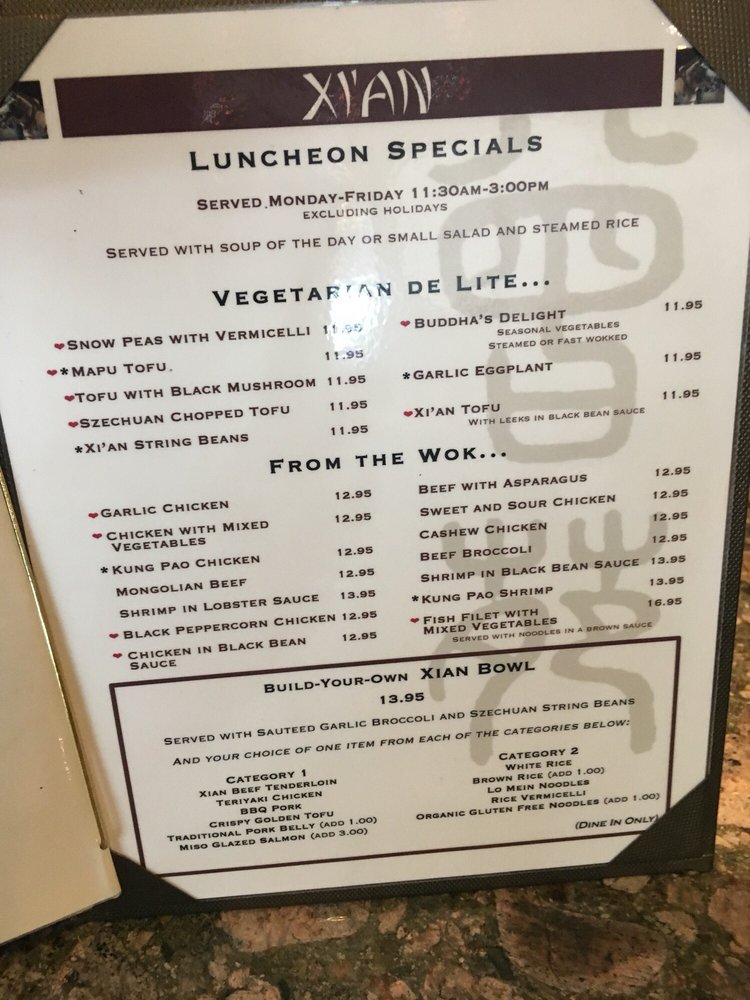 XI'AN
LUNCHEON SPECIALS
SERVED MONDAY-FRIDAY 11:30AM-3:00PM
EXCLUDING HOLIDAYS
SERVED WITH SOUP OF THE DAY OR SMALL SALAD AND STEAMED RICE
VEGETARIAN DE LITE...
❤SNOW PEAS WITH VERMICELLI 11.95
❤*MAPU TOFU 11.95
❤TOFU WITH BLACK MUSHROOM 11.95
❤SZECHUAN CHOPPED TOFU 11.95
*XI'AN STRING BEANS 11.95
❤BUDDHA'S DELIGHT 11.95
SEASONAL VEGETABLES
STEAMED OR FAST WOKKED
*GARLIC EGGPLANT 11.95
❤XI'AN TOFU 11.95
WITH LEEKS IN BLACK BEAN SAUCE
FROM THE WOK...
❤GARLIC CHICKEN 12.95
❤CHICKEN WITH MIXED 12.95
VEGETABLES
*KUNG PAO CHICKEN 12.95
MONGOLIAN BEEF 12.95
SHRIMP IN LOBSTER SAUCE 13.95
❤BLACK PEPPERCORN CHICKEN 12.95
❤CHICKEN IN BLACK BEAN 12.95
SAUCE
BEEF WITH ASPARAGUS 12.95
SWEET AND SOUR CHICKEN 12.95
CASHEW CHICKEN 12.95
BEEF BROCCOLI 12.95
SHRIMP IN BLACK BEAN SAUCE 13.95
*KUNG PAO SHRIMP 13.95
❤FISH FILET WITH 16.95
MIXED VEGETABLES
SERVED WITH NOODLES IN A BROWN SAUCE
BUILD-YOUR-OWN XIAN BOWL
13.95
SERVED WITH SAUTEED GARLIC BROCCOLI AND SZECHUAN STRING BEANS
AND YOUR CHOICE OF ONE ITEM FROM EACH OF THE CATEGORIES BELOW:
CATEGORY 1
XIAN BEEF TENDERLOIN
TERIYAKI CHICKEN
BBQ PORK
CRISPY GOLDEN TOFU
TRADITIONAL PORK BELLY (ADD 1.00)
MISO GLAZED SALMON (ADD 3.00)
CATEGORY 2
WHITE RICE
BROWN RICE (ADD 1.00)
LO MEIN NOODLES
RICE VERMICELLI
ORGANIC GLUTEN FREE NOODLES (ADD 1.00)
(DINE IN ONLY)